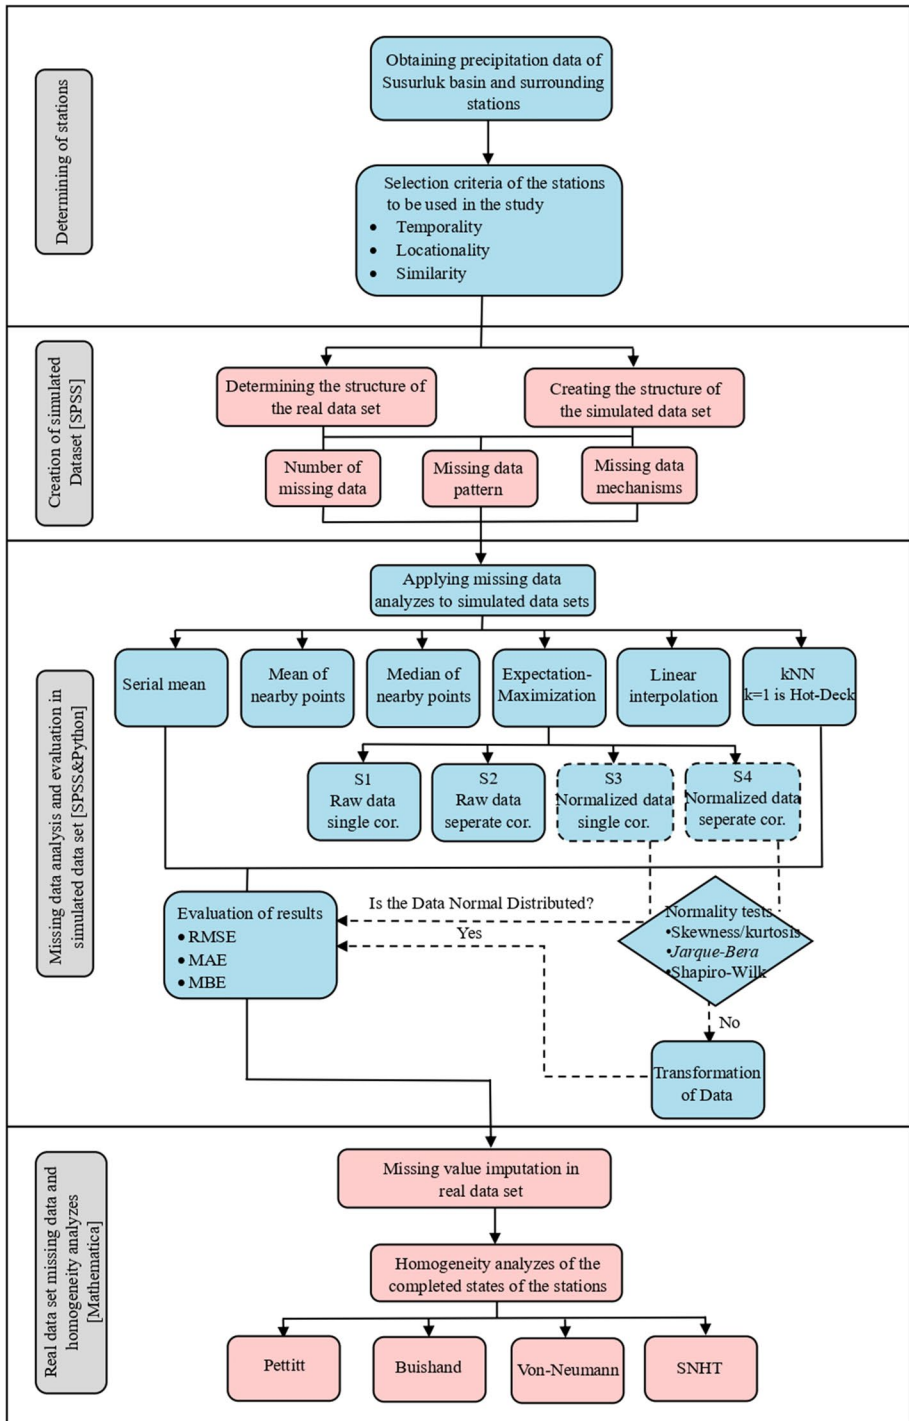 Determining of stations
Obtaining precipitation data of
Susurluk basin and surrounding
stations
Selection criteria of the stations
to be used in the study
• Temporality
• Locationality
• Similarity
Creation of simulated
Dataset [SPSS]
Determining the structure of
the real data set
Creating the structure of
the simulated data set
Number of
missing data
Missing data
pattern
Missing data
mechanisms
Missing data analysis and evaluation in
simulated data set [SPSS&Python]
Applying missing data
analyzes to simulated data sets
Serial mean
Mean of
nearby points
Median of
nearby points
Expectation-
Maximization
Linear
interpolation
kNN
k=1 is Hot-Deck
S1
Raw data
single cor.
S2
Raw data
seperate cor.
S3
Normalized data
single cor.
S4
Normalized data
seperate cor.
Evaluation of results
• RMSE
• MAE
• MBE
Is the Data Normal Distributed?
Yes
Normality tests
•Skewness/kurtosis
•Jarque-Bera
•Shapiro-Wilk
No
Transformation
of Data
Real data set missing data and
homogeneity analyzes
[Mathematica]
Missing value imputation in
real data set
Homogeneity analyzes of the
completed states of the stations
Pettitt
Buishand
Von-Neumann
SNHT